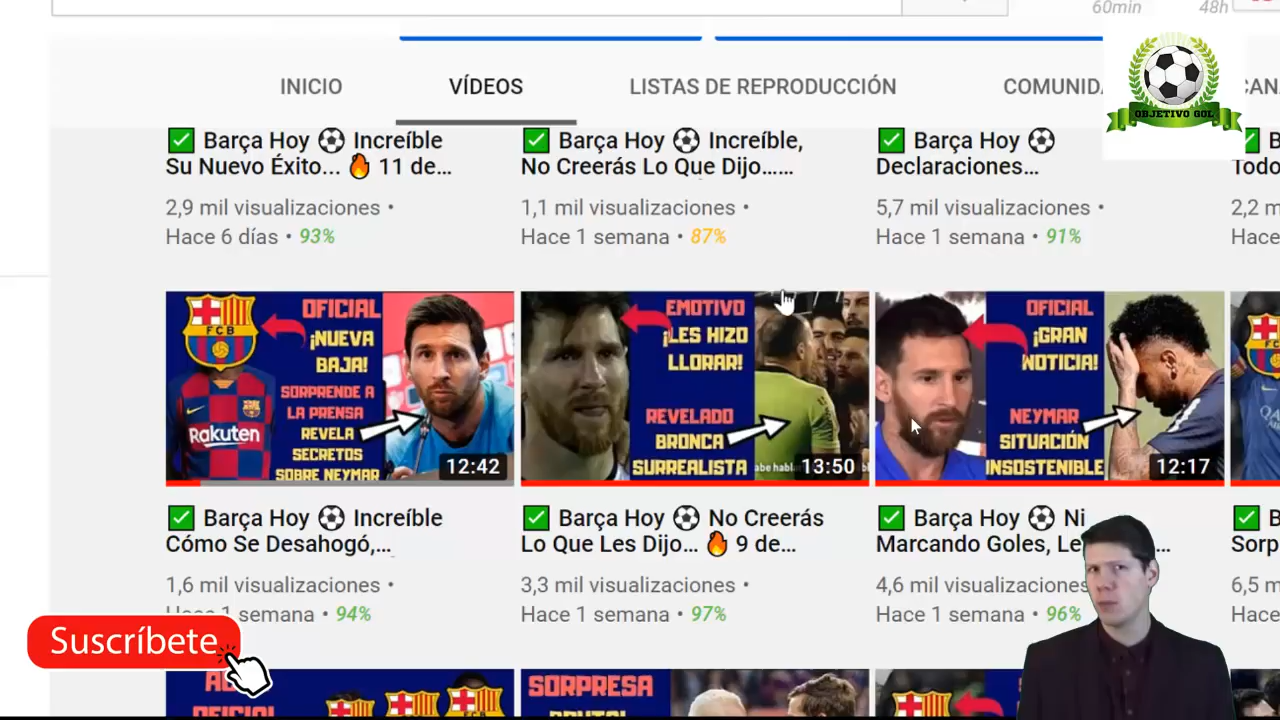 60min 48h
INICIO VÍDEOS LISTAS DE REPRODUCCIÓN
OBJETIVO GOL
✅ Barça Hoy ⚽ Increíble
Su Nuevo Éxito... 🔥 11 de...
2,9 mil visualizaciones •
Hace 6 días • 93%
✅ Barça Hoy ⚽ Increíble,
No Creerás Lo Que Dijo......
1,1 mil visualizaciones •
Hace 1 semana • 87%
✅ Barça Hoy ⚽
Declaraciones...
5,7 mil visualizaciones •
Hace 1 semana • 91%
2,2 m
Hace
FCB
Rakuten
OFICIAL
¡NUEVA
BAJA!
SORPRENDE A
LA PRENSA
REVELA
SECRETOS
SOBRE NEYMAR
12:42
EMOTIVO
¡LES HIZO
LLORAR!
REVELADO
BRONCA
SURREALISTA
13:50
OFICIAL
¡GRAN
NOTICIA!
NEYMAR
SITUACIÓN
INSOSTENIBLE
12:17
✅ Barça Hoy ⚽ Increíble
Cómo Se Desahogó,...
1,6 mil visualizaciones •
Hace 1 semana • 94%
✅ Barça Hoy ⚽ No Creerás
Lo Que Les Dijo... 🔥 9 de...
3,3 mil visualizaciones •
Hace 1 semana • 97%
✅ Barça Hoy ⚽ Ni
Marcando Goles,
4,6 mil visualizaciones
Hace 1 semana • 96%
6,5 m
Hace
Suscríbete
SORPRESA